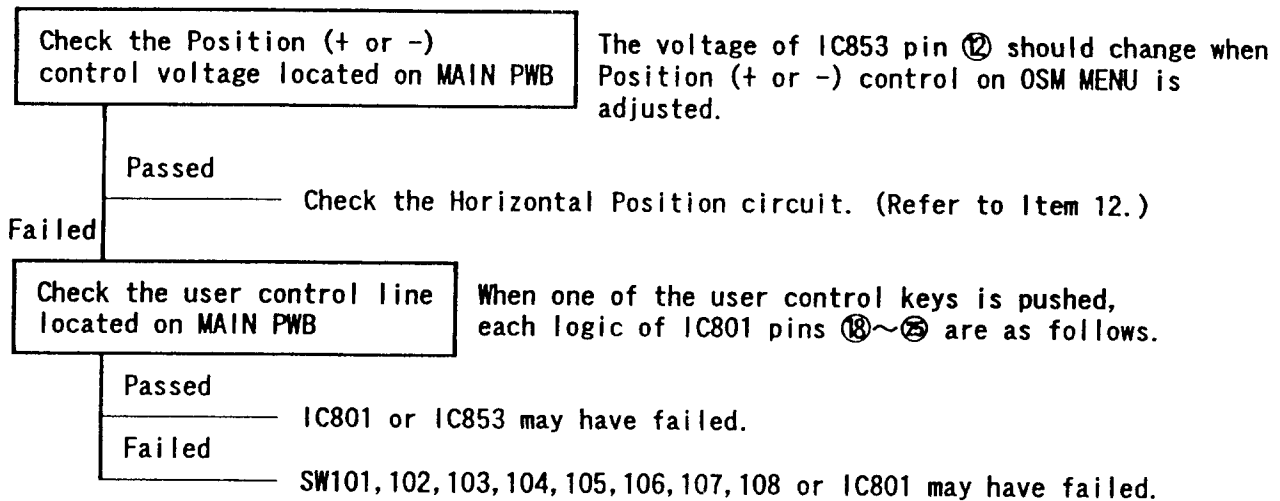 Check the Position (+ or -)
control voltage located on MAIN PWB
The voltage of IC853 pin ⑫ should change when
Position (+ or -) control on OSM MENU is
adjusted.
Passed
Check the Horizontal Position circuit. (Refer to Item 12.)
Failed
Check the user control line
located on MAIN PWB
When one of the user control keys is pushed,
each logic of IC801 pins ⑱~㉕ are as follows.
Passed
IC801 or IC853 may have failed.
Failed
SW101, 102, 103, 104, 105, 106, 107, 108 or IC801 may have failed.